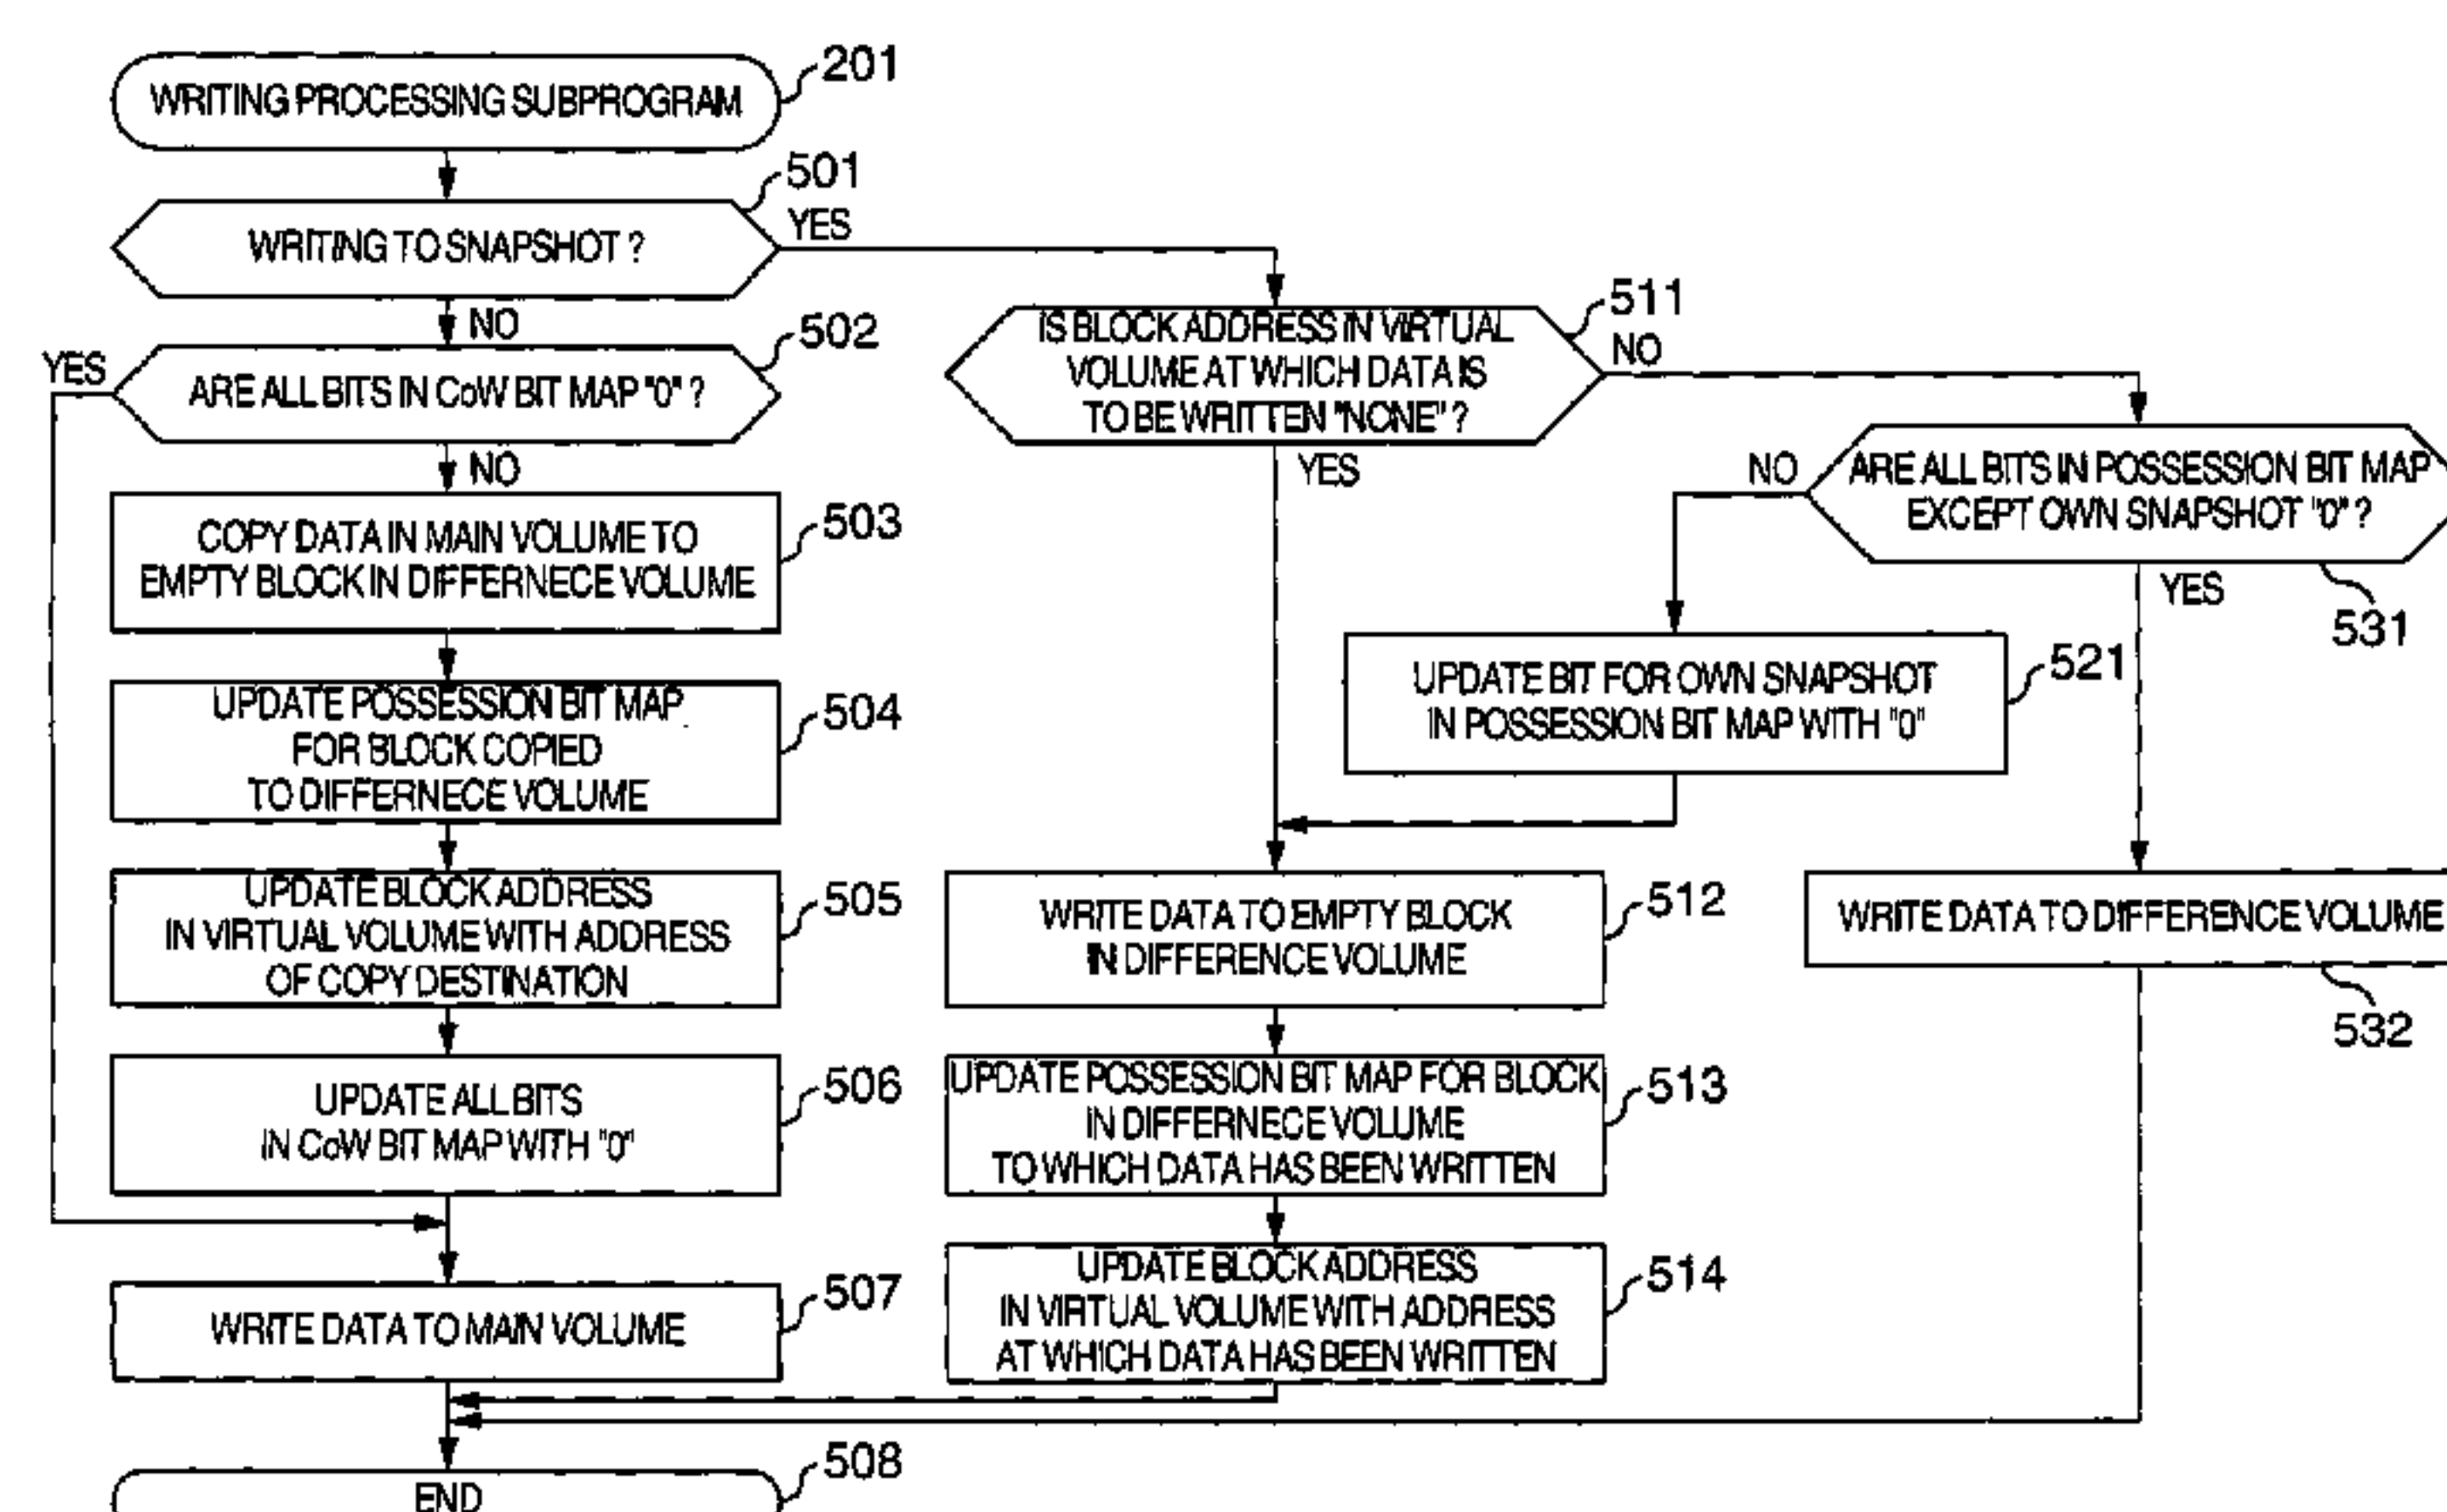 WRITING PROCESSING SUBPROGRAM
201
501
WRITING TO SNAPSHOT ?
YES
NO
502
YES
ARE ALL BITS IN CoW BIT MAP "0" ?
NO
503
COPY DATA IN MAIN VOLUME TO
EMPTY BLOCK IN DIFFERNECE VOLUME
504
UPDATE POSSESSION BIT MAP
FOR BLOCK COPIED
TO DIFFERNECE VOLUME
505
UPDATE BLOCK ADDRESS
IN VIRTUAL VOLUME WITH ADDRESS
OF COPY DESTINATION
506
UPDATE ALL BITS
IN CoW BIT MAP WITH "0"
507
WRITE DATA TO MAIN VOLUME
508
END
511
IS BLOCK ADDRESS IN VIRTUAL
VOLUME AT WHICH DATA IS
TO BE WRITTEN "NONE" ?
NO
YES
512
WRITE DATA TO EMPTY BLOCK
IN DIFFERENCE VOLUME
513
UPDATE POSSESSION BIT MAP FOR BLOCK
IN DIFFERNECE VOLUME
TO WHICH DATA HAS BEEN WRITTEN
514
UPDATE BLOCK ADDRESS
IN VIRTUAL VOLUME WITH ADDRESS
AT WHICH DATA HAS BEEN WRITTEN
NO
ARE ALL BITS IN POSSESSION BIT MAP
EXCEPT OWN SNAPSHOT "0" ?
YES
531
521
UPDATE BIT FOR OWN SNAPSHOT
IN POSSESSION BIT MAP WITH "0"
WRITE DATA TO DIFFERENCE VOLUME
532